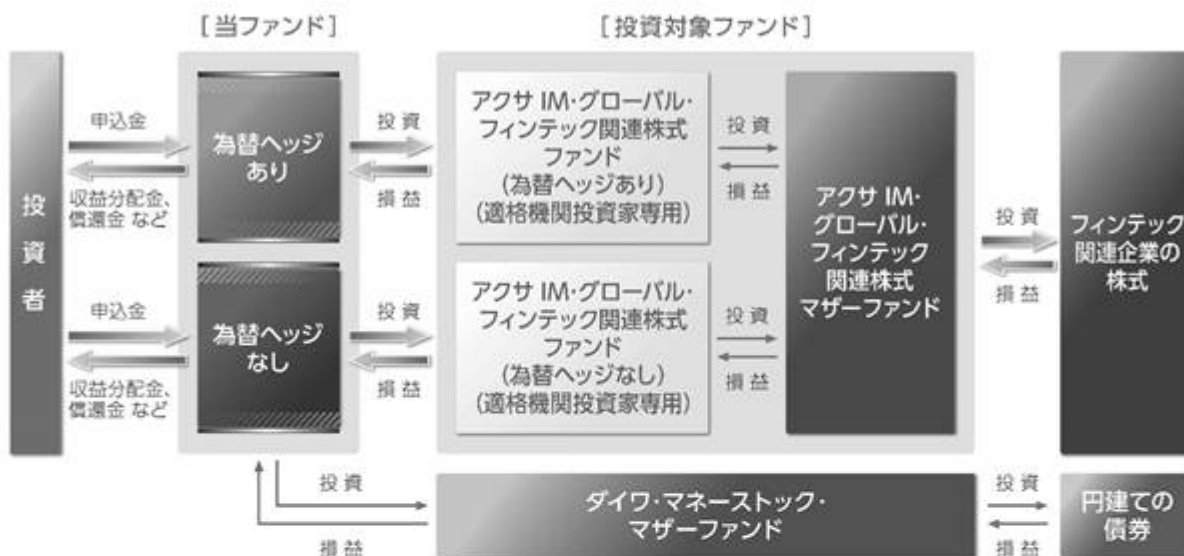 [当ファンド]
[投資対象ファンド]
投資者
申込金
収益分配金、
償還金 など
為替ヘッジ
あり
投資
損益
アクサ IM・グローバル・
フィンテック関連株式
ファンド
(為替ヘッジあり)
(適格機関投資家専用)
投資
損益
申込金
収益分配金、
償還金 など
為替ヘッジ
なし
投資
損益
アクサ IM・グローバル・
フィンテック関連株式
ファンド
(為替ヘッジなし)
(適格機関投資家専用)
投資
損益
アクサ IM・
グローバル・
フィンテック
関連株式
マザーファンド
投資
損益
フィンテック
関連企業の
株式
投資
損益
ダイワ・マネーストック・
マザーファンド
投資
損益
円建ての
債券